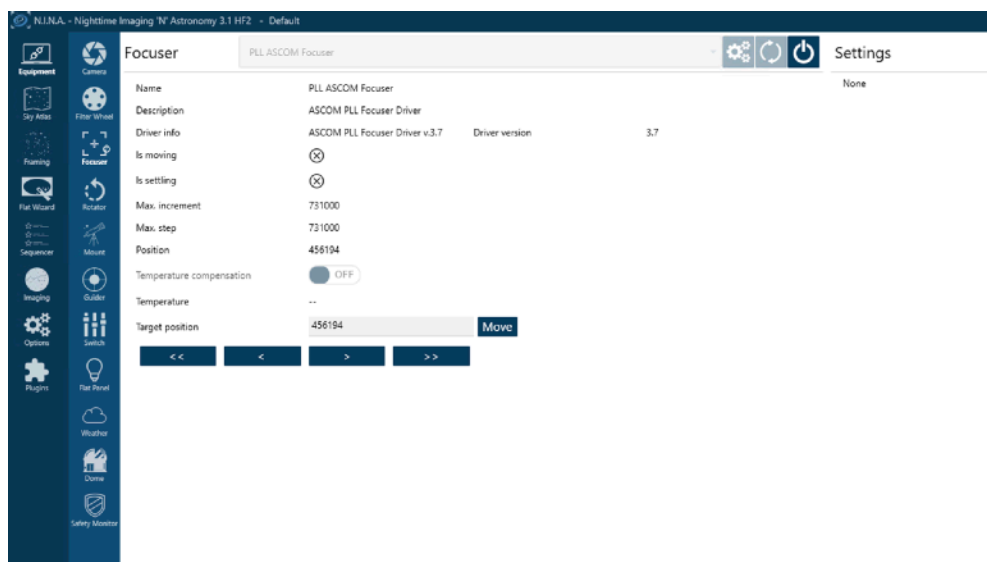 N.I.N.A. - Nighttime Imaging 'N' Astronomy 3.1 HF2 - Default
Equipment
Sky Atlas
Framing
Flat Wizard
Sequencer
Imaging
Options
Plugins
Camera
Filter Wheel
Focuser
Rotator
Mount
Guider
Switch
Flat Panel
Weather
Dome
Safety Monitor
Focuser PLL ASCOM Focuser
Name PLL ASCOM Focuser
Description ASCOM PLL Focuser Driver
Driver info ASCOM PLL Focuser Driver v.3.7 Driver version 3.7
Is moving
Is settling
Max. increment 731000
Max. step 731000
Position 456194
Temperature compensation OFF
Temperature --
Target position 456194 Move
<< < > >>
Settings
None